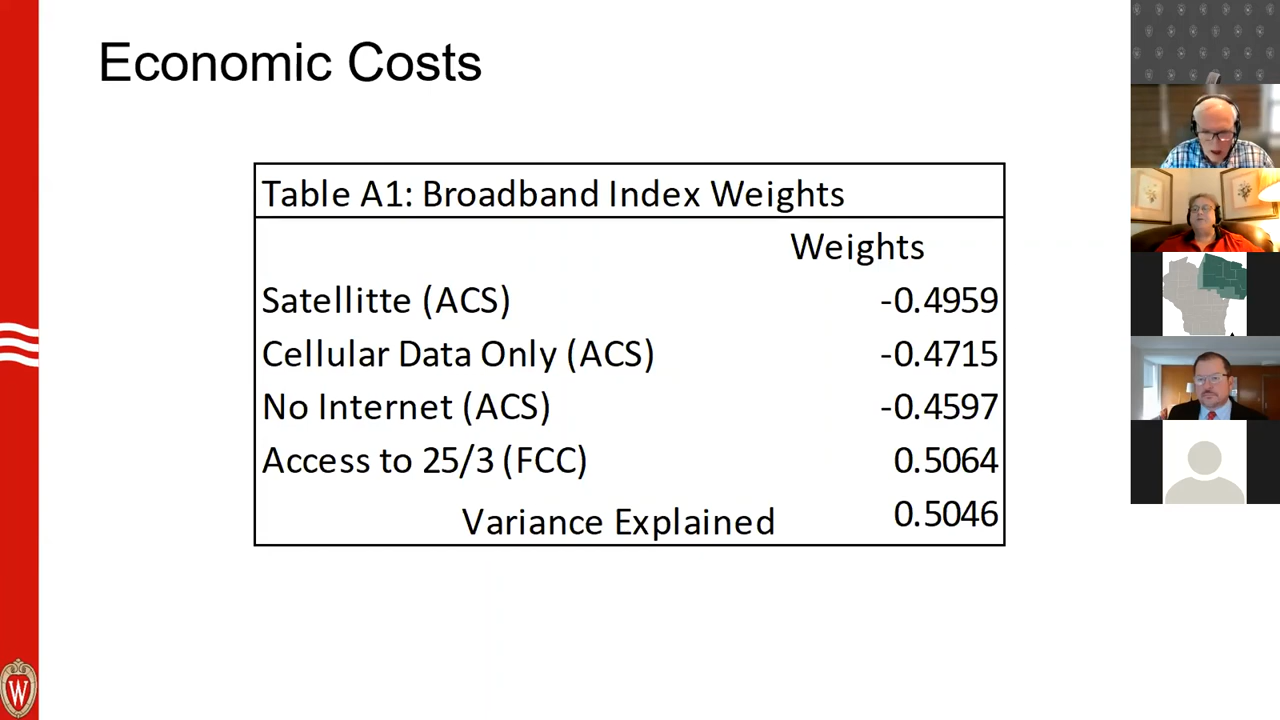 Economic Costs
Table A1: Broadband Index Weights
Weights
Satellitte (ACS) -0.4959
Cellular Data Only (ACS) -0.4715
No Internet (ACS) -0.4597
Access to 25/3 (FCC) 0.5064
Variance Explained 0.5046
W